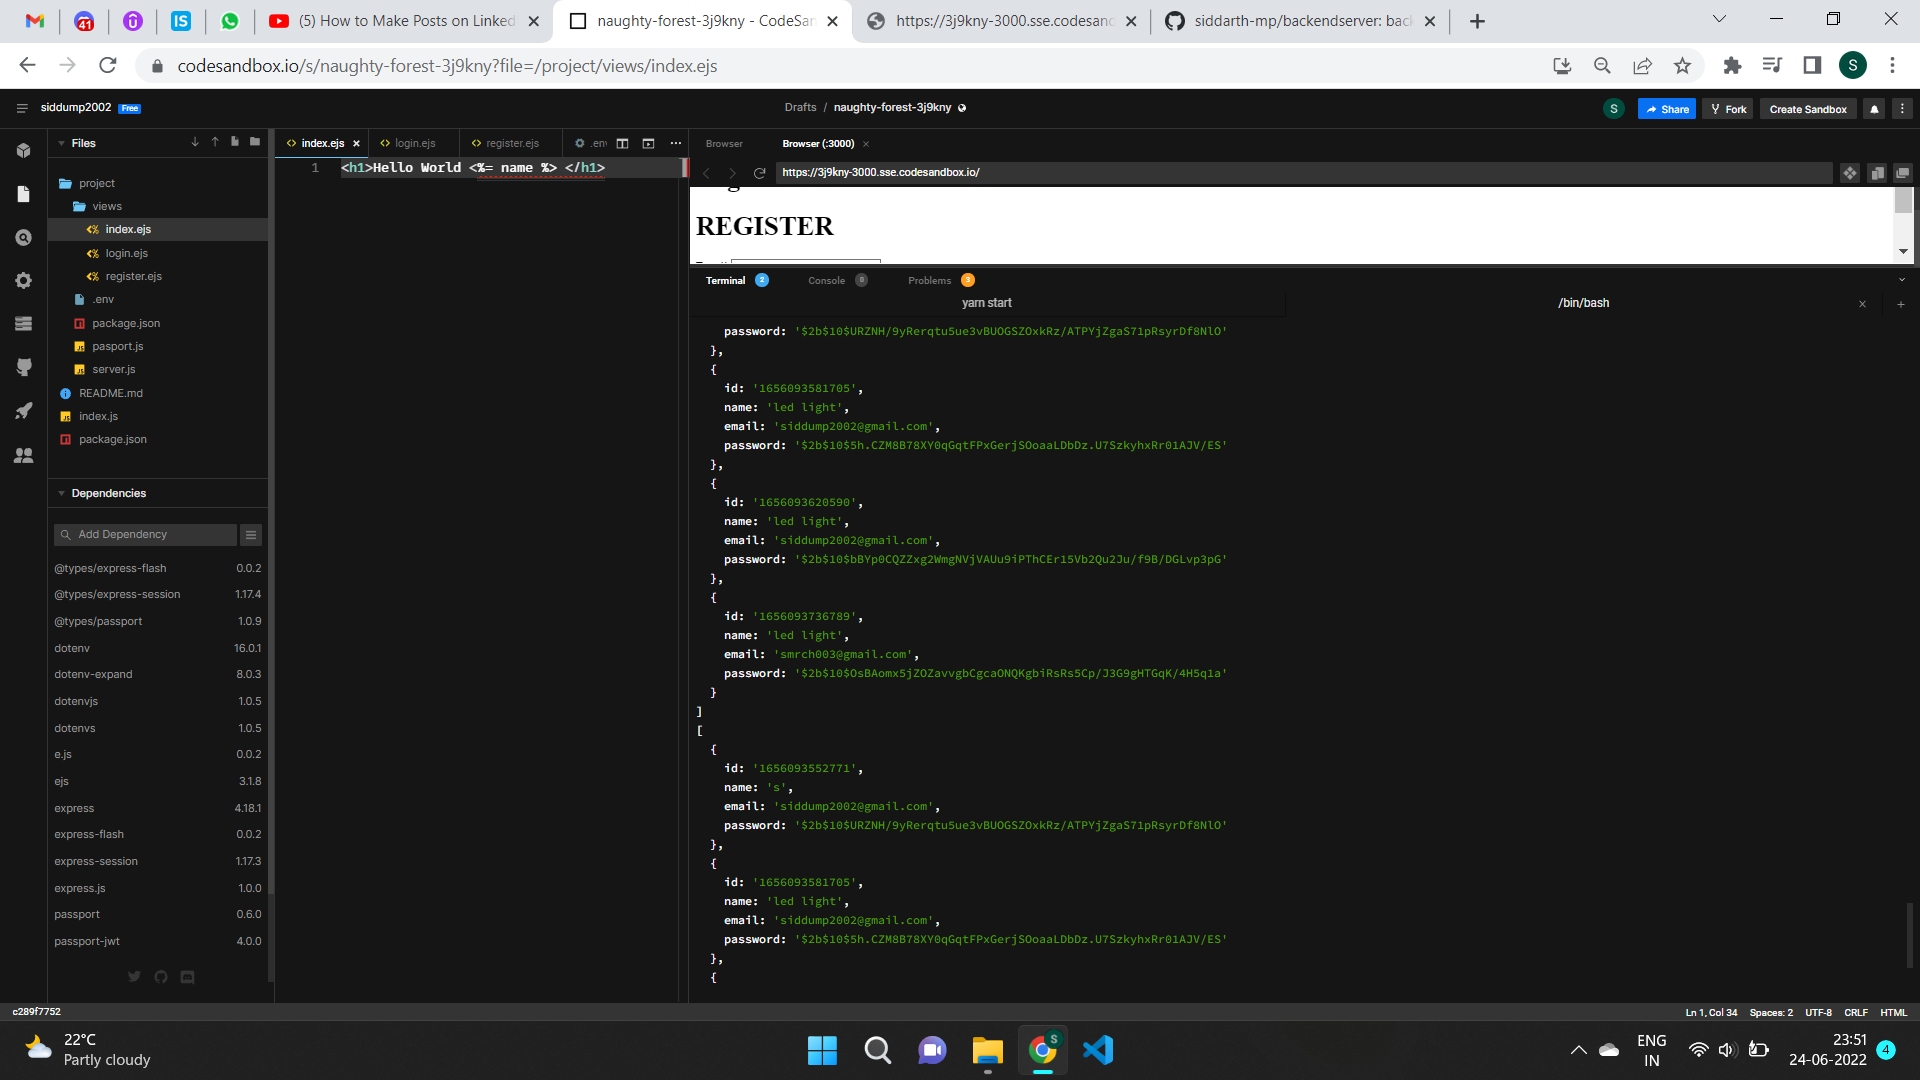 41
(5) How to Make Posts on Linked
naughty-forest-3j9kny - CodeSan
https://3j9kny-3000.sse.codesand
siddarth-mp/backendserver: bac
codesandbox.io/s/naughty-forest-3j9kny?file=/project/views/index.ejs
S
siddump2002 Free
Drafts / naughty-forest-3j9kny
S
Share
Fork
Create Sandbox
Files
project
views
index.ejs
login.ejs
register.ejs
.env
package.json
pasport.js
server.js
README.md
index.js
package.json
Dependencies
Add Dependency
@types/express-flash 0.0.2
@types/express-session 1.17.4
@types/passport 1.0.9
dotenv 16.0.1
dotenv-expand 8.0.3
dotenvjs 1.0.5
dotenvs 1.0.5
e.js 0.0.2
ejs 3.1.8
express 4.18.1
express-flash 0.0.2
express-session 1.17.3
express.js 1.0.0
passport 0.6.0
passport-jwt 4.0.0
index.ejs login.ejs register.ejs .env
1 <h1>Hello World <%= name %> </h1>
Browser Browser (:3000)
https://3j9kny-3000.sse.codesandbox.io/
REGISTER
Terminal 2 Console Problems 3
yarn start /bin/bash
password: '$2b$10$URZNH/9yRerqtu5ue3vBUOGSZOxkRz/ATPYjZgaS71pRsyrDf8NlO'
},
{
id: '1656093581705',
name: 'led light',
email: 'siddump2002@gmail.com',
password: '$2b$10$5h.CZM8B78XY0qGqtFPxGerjSOoaaLDbDz.U7SzkyhxRr01AJV/ES'
},
{
id: '1656093620590',
name: 'led light',
email: 'siddump2002@gmail.com',
password: '$2b$10$bBYp0CQZZxg2WmgNVjVAUu9iPThCEr15Vb2Qu2Ju/f9B/DGLvp3pG'
},
{
id: '1656093736789',
name: 'led light',
email: 'smrch003@gmail.com',
password: '$2b$10$OsBAomx5jZOZavvgbCgcaONQKgbiRsRs5Cp/J3G9gHTGqK/4H5q1a'
}
]
[
{
id: '1656093552771',
name: 's',
email: 'siddump2002@gmail.com',
password: '$2b$10$URZNH/9yRerqtu5ue3vBUOGSZOxkRz/ATPYjZgaS71pRsyrDf8NlO'
},
{
id: '1656093581705',
name: 'led light',
email: 'siddump2002@gmail.com',
password: '$2b$10$5h.CZM8B78XY0qGqtFPxGerjSOoaaLDbDz.U7SzkyhxRr01AJV/ES'
},
{
c289f7752
Ln 1, Col 34 Spaces: 2 UTF-8 CRLF HTML
22°C
Partly cloudy
ENG
IN
23:51
24-06-2022
4